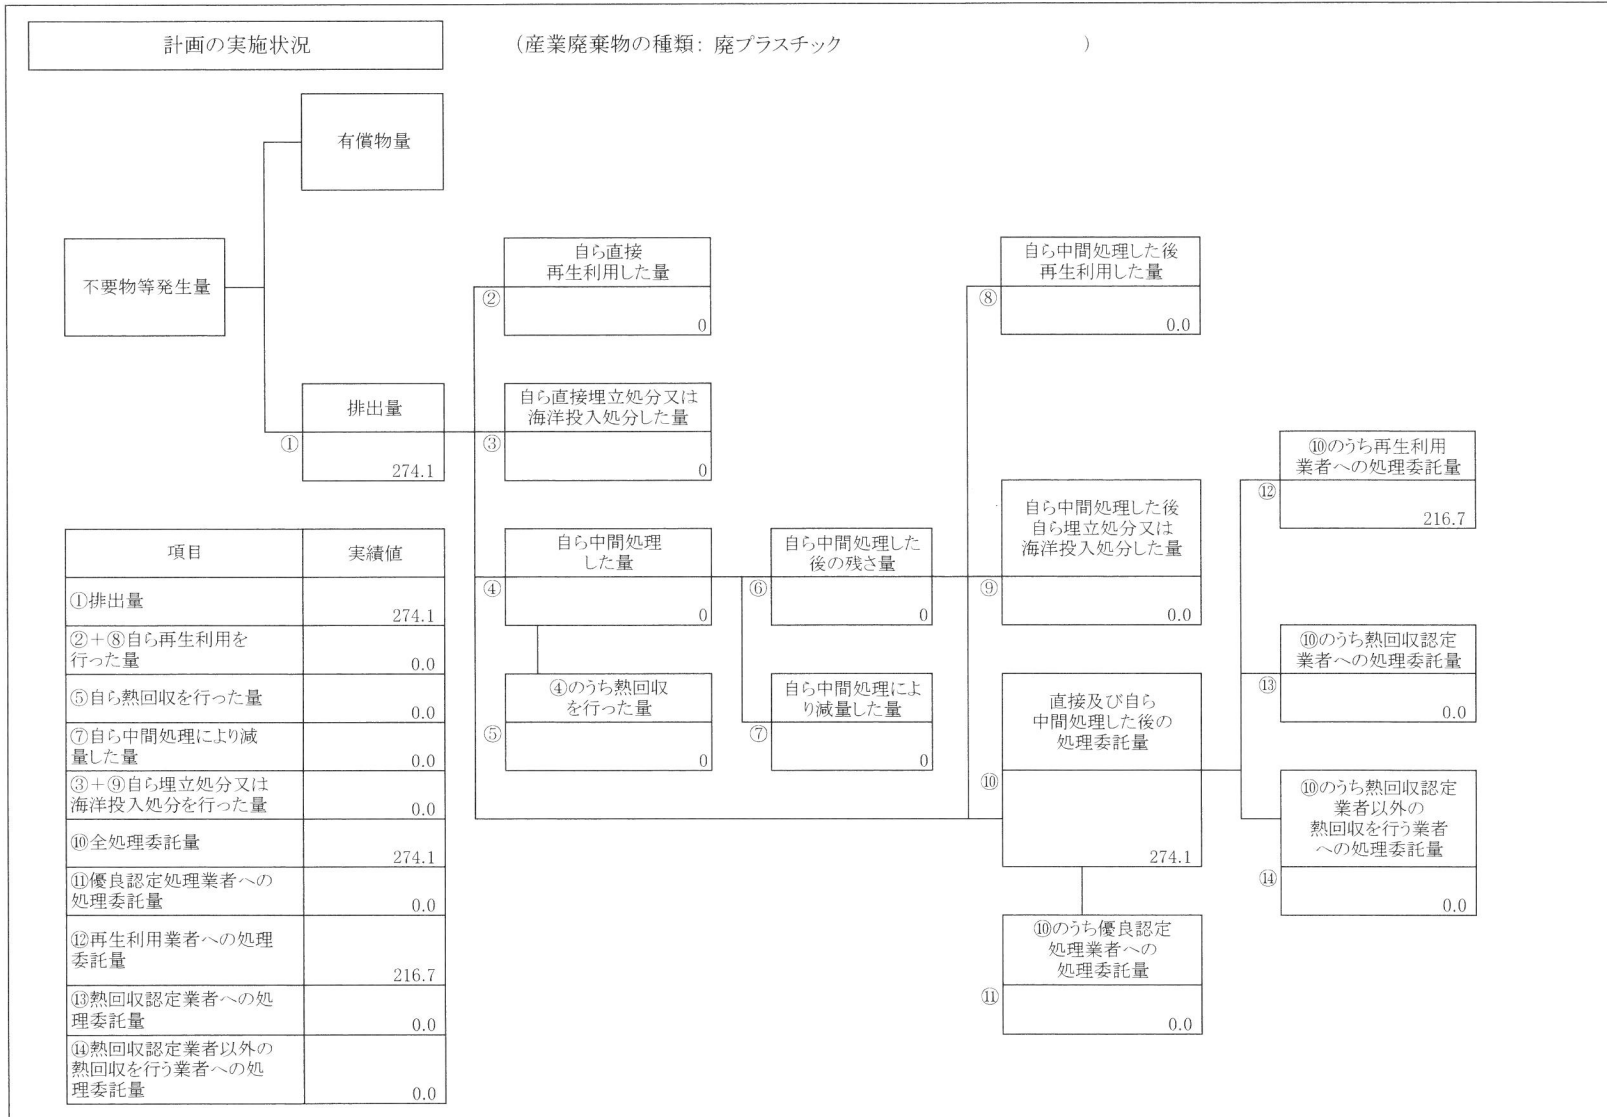 計画の実施状況
（産業廃棄物の種類：廃プラスチック　　　　　　　　）
有償物量
不要物等発生量
排出量
①
274.1
自ら直接
再生利用した量
②
0
自ら直接埋立処分又は
海洋投入処分した量
③
0
自ら中間処理
した量
④
0
④のうち熱回収
を行った量
⑤
0
自ら中間処理した
後の残さ量
⑥
0
自ら中間処理によ
り減量した量
⑦
0
自ら中間処理した後
再生利用した量
⑧
0.0
自ら中間処理した後
自ら埋立処分又は
海洋投入処分した量
⑨
0.0
直接及び自ら
中間処理した後の
処理委託量
⑩
274.1
⑩のうち優良認定
処理業者への
処理委託量
⑪
0.0
⑩のうち再生利用
業者への処理委託量
⑫
216.7
⑩のうち熱回収認定
業者への処理委託量
⑬
0.0
⑩のうち熱回収認定
業者以外の
熱回収を行う業者
への処理委託量
⑭
0.0
項目 実績値
①排出量
274.1
②＋⑧自ら再生利用を
行った量 0.0
⑤自ら熱回収を行った量
0.0
⑦自ら中間処理により減
量した量 0.0
③＋⑨自ら埋立処分又は
海洋投入処分を行った量 0.0
⑩全処理委託量
274.1
⑪優良認定処理業者への
処理委託量 0.0
⑫再生利用業者への処理
委託量
216.7
⑬熱回収認定業者への処
理委託量 0.0
⑭熱回収認定業者以外の
熱回収を行う業者への処
理委託量 0.0